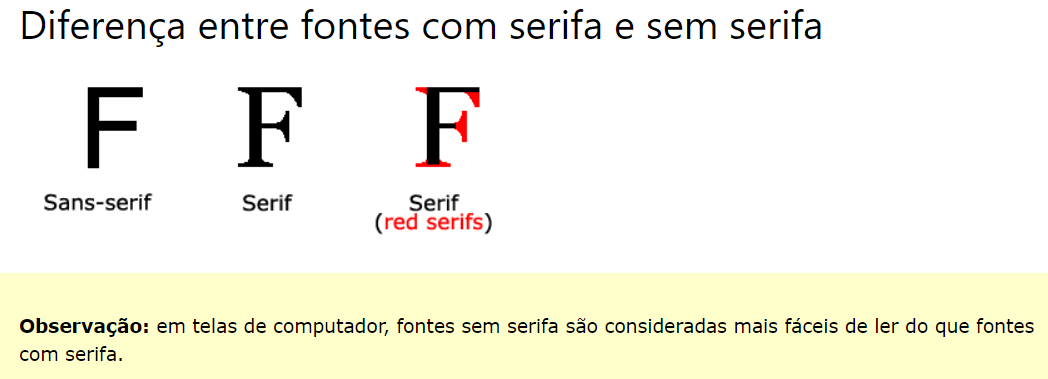 Diferença entre fontes com serifa e sem serifa
F F F
Sans-serif Serif Serif
(red serifs)
Observação: em telas de computador, fontes sem serifa são consideradas mais fáceis de ler do que fontes
com serifa.